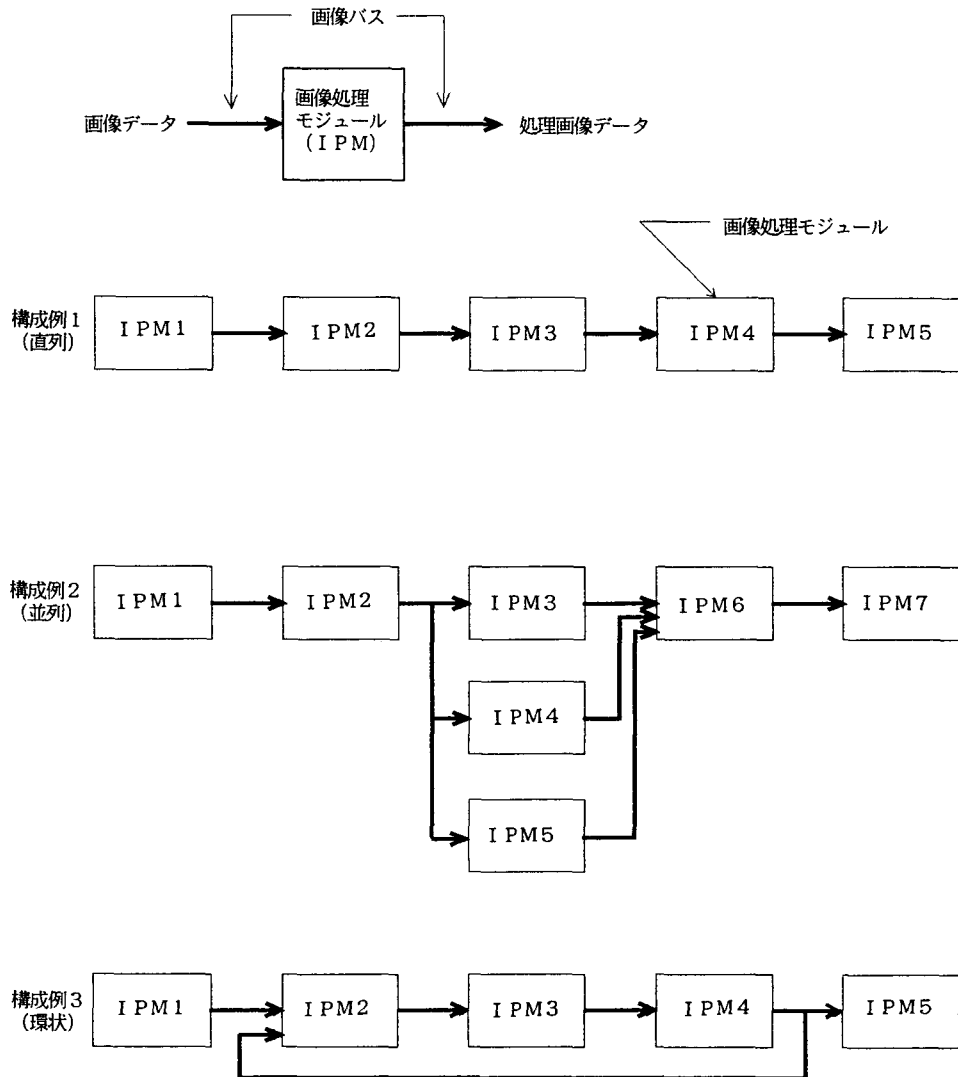 画像バス
画像データ
画像処理
モジュール
(IPM)
処理画像データ
画像処理モジュール
構成例1
(直列)
IPM1
IPM2
IPM3
IPM4
IPM5
構成例2
(並列)
IPM1
IPM2
IPM3
IPM6
IPM7
IPM4
IPM5
構成例3
(環状)
IPM1
IPM2
IPM3
IPM4
IPM5